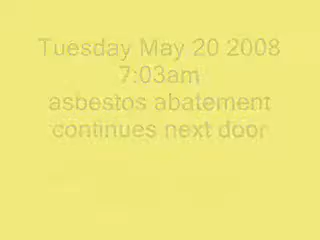 Tuesday May 20 2008
7:03am
asbestos abatement
continues next door